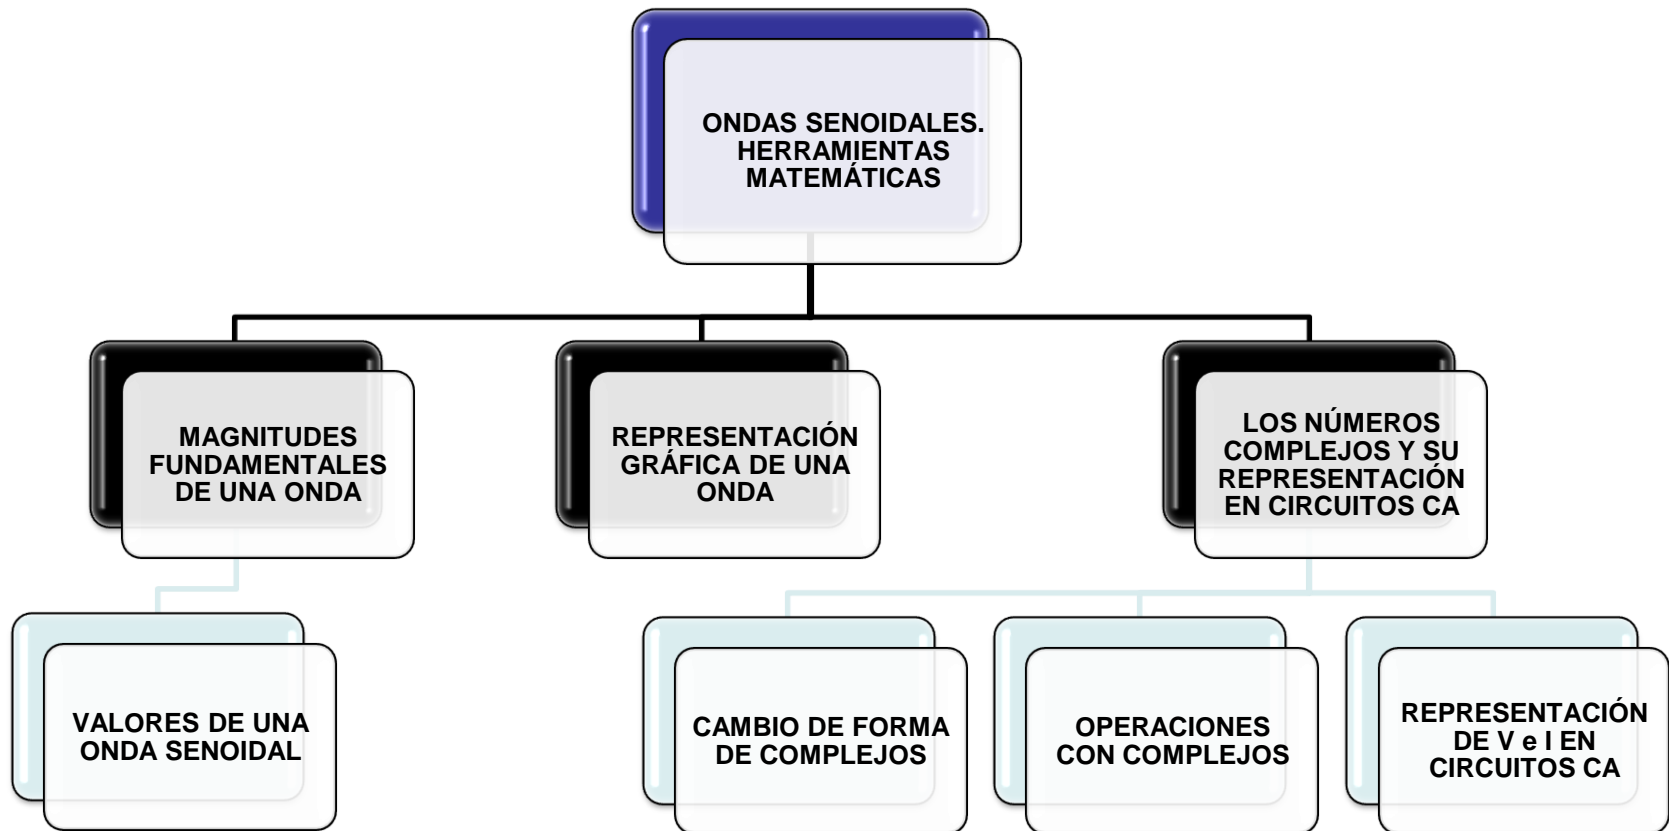 ONDAS SENOIDALES.
HERRAMIENTAS
MATEMÁTICAS
MAGNITUDES
FUNDAMENTALES
DE UNA ONDA
REPRESENTACIÓN
GRÁFICA DE UNA
ONDA
LOS NÚMEROS
COMPLEJOS Y SU
REPRESENTACIÓN
EN CIRCUITOS CA
VALORES DE UNA
ONDA SENOIDAL
CAMBIO DE FORMA
DE COMPLEJOS
OPERACIONES
CON COMPLEJOS
REPRESENTACIÓN
DE V e I EN
CIRCUITOS CA